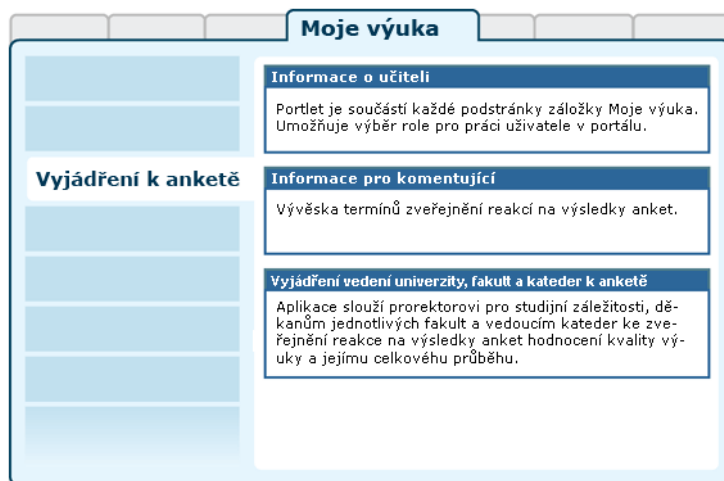 Moje výuka
Informace o učiteli
Portlet je součástí každé podstránky záložky Moje výuka.
Umožňuje výběr role pro práci uživatele v portálu.
Vyjádření k anketě
Informace pro komentující
Vývěska termínů zveřejnění reakcí na výsledky anket.
Vyjádření vedení univerzity, fakult a kateder k anketě
Aplikace slouží prorektorovi pro studijní záležitosti, dě-
kanům jednotlivých fakult a vedoucím kateder ke zve-
řejnění reakce na výsledky anket hodnocení kvality vý-
uky a jejímu celkovému průběhu.